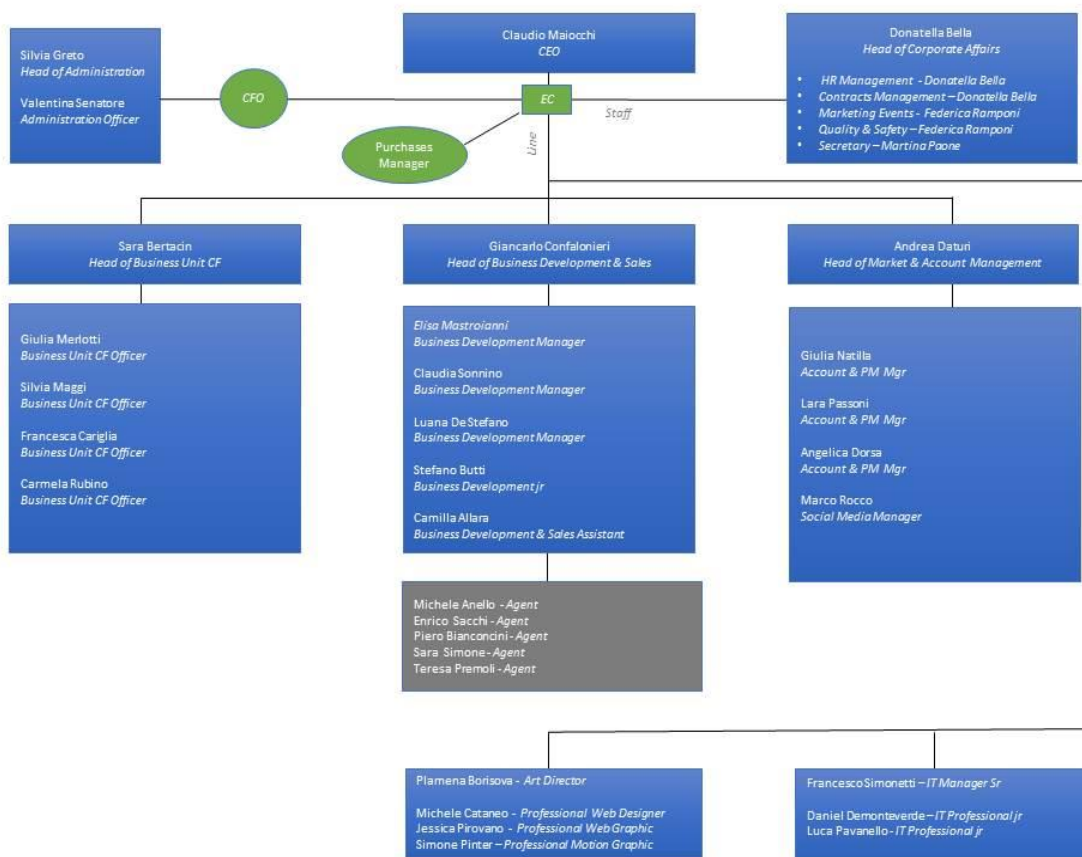 Silvia Greto
Head of Administration
Valentina Senatore
Administration Officer
CFO
Claudio Maiocchi
CEO
EC
Staff
Line
Purchases
Manager
Donatella Bella
Head of Corporate Affairs
• HR Management - Donatella Bella
• Contracts Management – Donatella Bella
• Marketing Events - Federica Ramponi
• Quality & Safety – Federica Ramponi
• Secretary – Martina Paone
Sara Bertacin
Head of Business Unit CF
Giancarlo Confalonieri
Head of Business Development & Sales
Andrea Daturi
Head of Market & Account Management
Giulia Merlotti
Business Unit CF Officer
Silvia Maggi
Business Unit CF Officer
Francesca Cariglia
Business Unit CF Officer
Carmela Rubino
Business Unit CF Officer
Elisa Mastroianni
Business Development Manager
Claudia Sonnino
Business Development Manager
Luana De Stefano
Business Development Manager
Stefano Butti
Business Development jr
Camilla Allara
Business Development & Sales Assistant
Giulia Natilla
Account & PM Mgr
Lara Passoni
Account & PM Mgr
Angelica Dorsa
Account & PM Mgr
Marco Rocco
Social Media Manager
Michele Anello - Agent
Enrico Sacchi - Agent
Piero Bianconcini - Agent
Sara Simone - Agent
Teresa Premoli - Agent
Plamena Borisova - Art Director
Michele Cataneo - Professional Web Designer
Jessica Pirovano - Professional Web Graphic
Simone Pinter – Professional Motion Graphic
Francesco Simonetti – IT Manager Sr
Daniel Demonteverde – IT Professional jr
Luca Pavanello - IT Professional jr